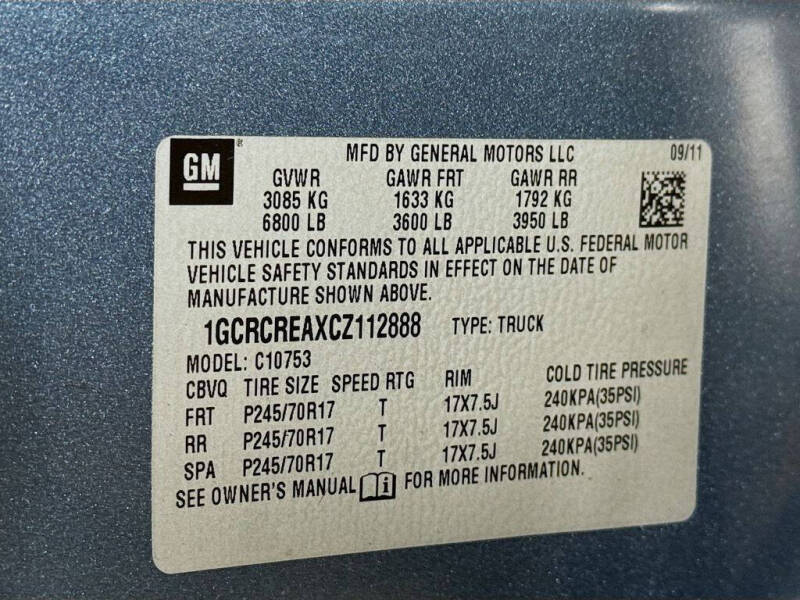 GM ® MFD BY GENERAL MOTORS LLC 09/11
GVWR GAWR FRT GAWR RR
3085 KG 1633 KG 1792 KG
6800 LB 3600 LB 3950 LB
THIS VEHICLE CONFORMS TO ALL APPLICABLE U.S. FEDERAL MOTOR
VEHICLE SAFETY STANDARDS IN EFFECT ON THE DATE OF
MANUFACTURE SHOWN ABOVE.
1GCRCREAXCZ112888 TYPE: TRUCK
MODEL: C10753
CBVQ TIRE SIZE SPEED RTG RIM COLD TIRE PRESSURE
FRT P245/70R17 T 17X7.5J 240KPA(35PSI)
RR P245/70R17 T 17X7.5J 240KPA(35PSI)
SPA P245/70R17 T 17X7.5J 240KPA(35PSI)
SEE OWNER'S MANUAL i FOR MORE INFORMATION.